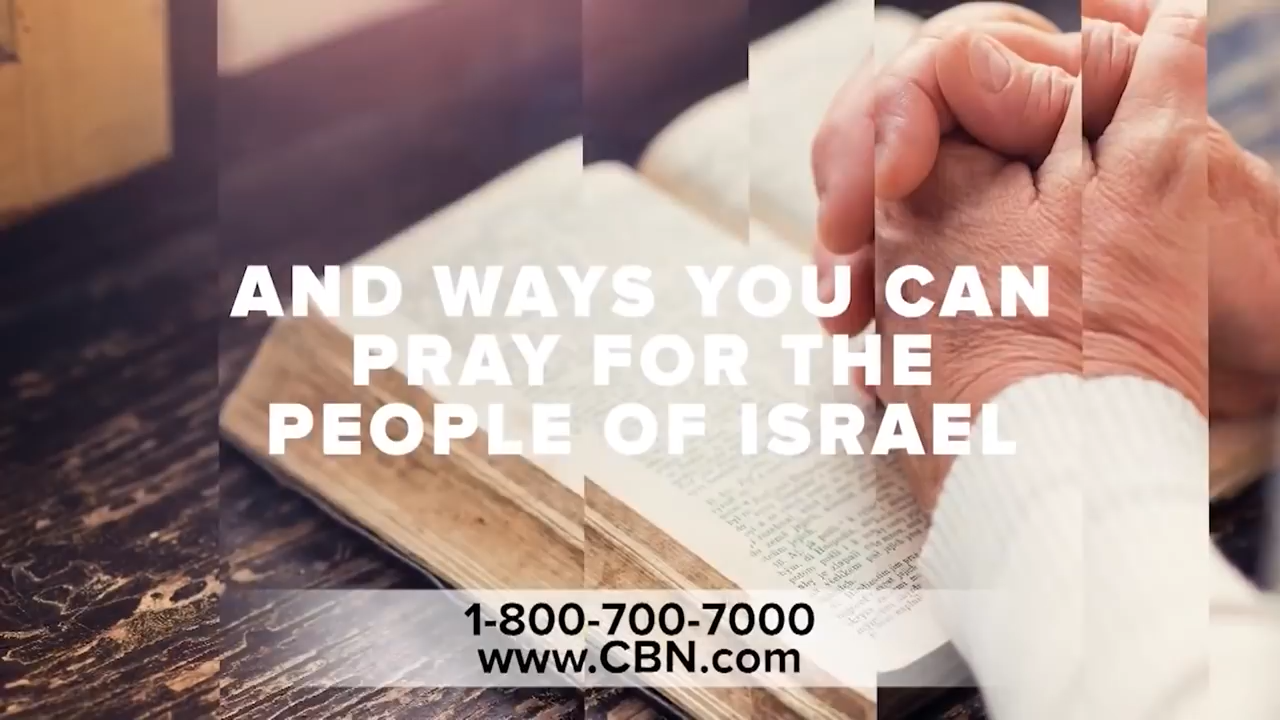 AND WAYS YOU CAN
PRAY FOR THE
PEOPLE OF ISRAEL
1-800-700-7000
www.CBN.com